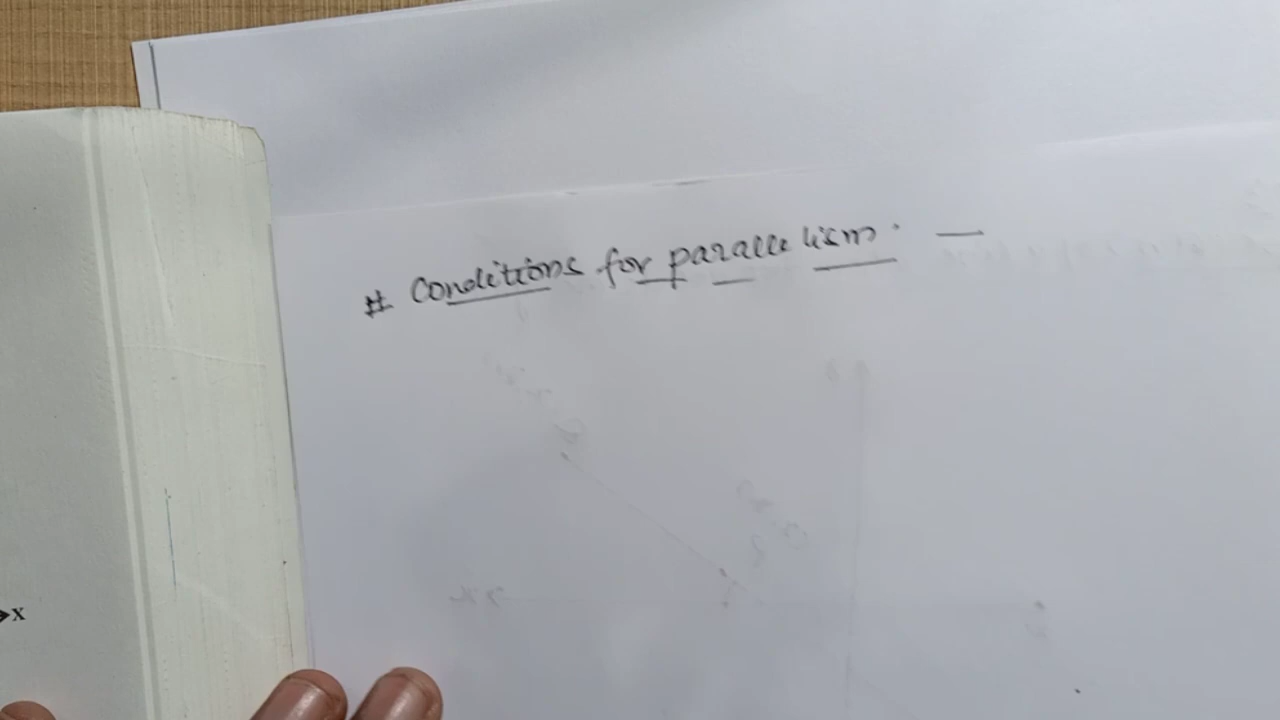 # Conditions for parallelism. —
x